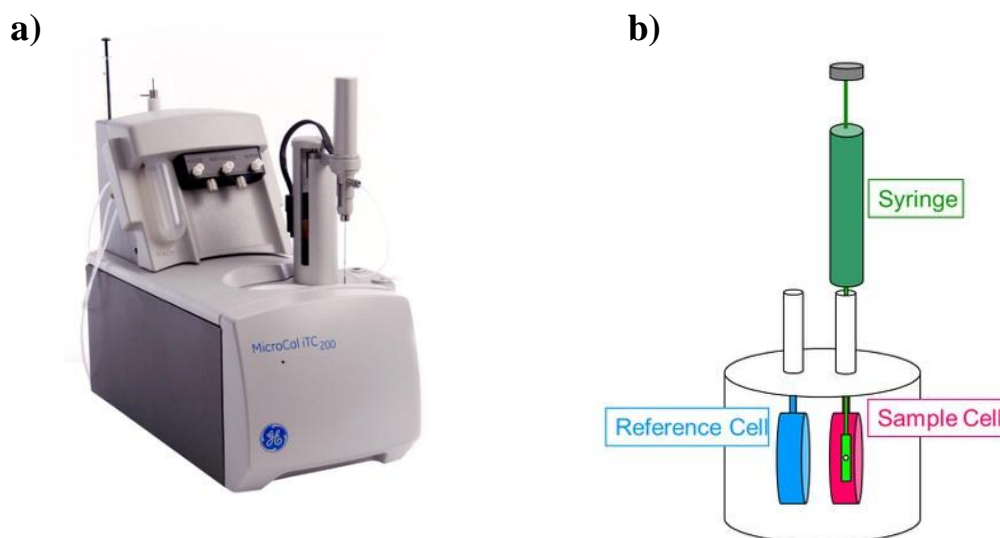 a)
b)
MicroCal iTC200
GE
Syringe
Reference Cell
Sample Cell